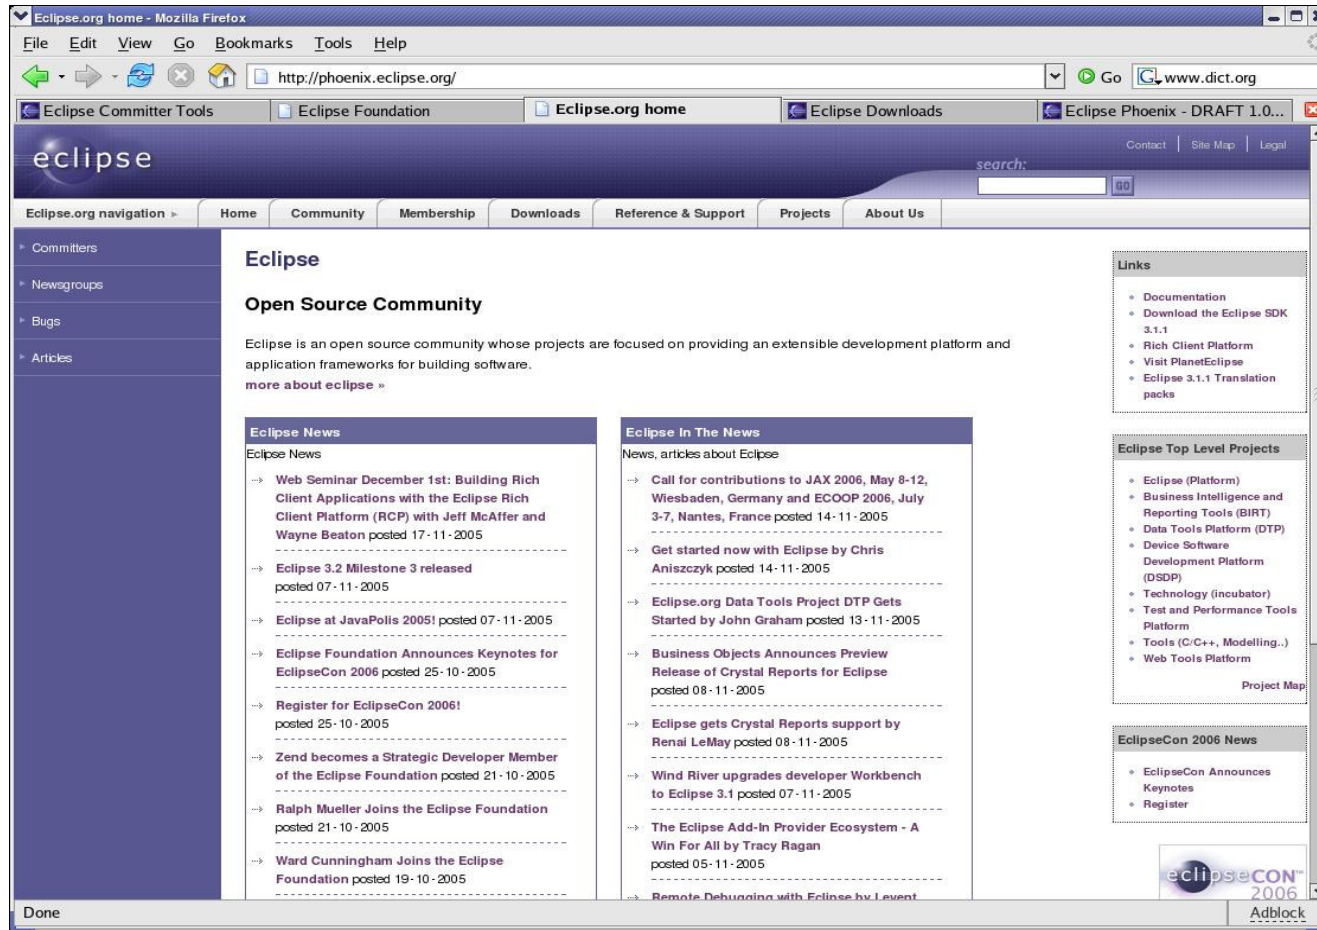 Eclipse.org home - Mozilla Firefox
File Edit View Go Bookmarks Tools Help
http://phoenix.eclipse.org/
Go
G www.dict.org
Eclipse Committer Tools
Eclipse Foundation
Eclipse.org home
Eclipse Downloads
Eclipse Phoenix - DRAFT 1.0...
eclipse
Contact | Site Map | Legal
search:
GO
Eclipse.org navigation
Home
Community
Membership
Downloads
Reference & Support
Projects
About Us
Committers
Newsgroups
Bugs
Articles
Eclipse
Open Source Community
Eclipse is an open source community whose projects are focused on providing an extensible development platform and
application frameworks for building software.
more about eclipse »
Eclipse News
Eclipse News
Web Seminar December 1st: Building Rich
Client Applications with the Eclipse Rich
Client Platform (RCP) with Jeff McAffer and
Wayne Beaton posted 17-11-2005
Eclipse 3.2 Milestone 3 released
posted 07-11-2005
Eclipse at JavaPolis 2005! posted 07-11-2005
Eclipse Foundation Announces Keynotes for
EclipseCon 2006 posted 25-10-2005
Register for EclipseCon 2006!
posted 25-10-2005
Zend becomes a Strategic Developer Member
of the Eclipse Foundation posted 21-10-2005
Ralph Mueller Joins the Eclipse Foundation
posted 21-10-2005
Ward Cunningham Joins the Eclipse
Foundation posted 19-10-2005
Eclipse In The News
News, articles about Eclipse
Call for contributions to JAX 2006, May 8-12,
Wiesbaden, Germany and ECOOP 2006, July
3-7, Nantes, France posted 14-11-2005
Get started now with Eclipse by Chris
Aniszczyk posted 14-11-2005
Eclipse.org Data Tools Project DTP Gets
Started by John Graham posted 13-11-2005
Business Objects Announces Preview
Release of Crystal Reports for Eclipse
posted 08-11-2005
Eclipse gets Crystal Reports support by
Renai LeMay posted 08-11-2005
Wind River upgrades developer Workbench
to Eclipse 3.1 posted 07-11-2005
The Eclipse Add-In Provider Ecosystem - A
Win For All by Tracy Ragan
posted 05-11-2005
Remote Debugging with Eclipse by Levent
Links
Documentation
Download the Eclipse SDK
3.1.1
Rich Client Platform
Visit PlanetEclipse
Eclipse 3.1.1 Translation
packs
Eclipse Top Level Projects
Eclipse (Platform)
Business Intelligence and
Reporting Tools (BIRT)
Data Tools Platform (DTP)
Device Software
Development Platform
(DSDP)
Technology (incubator)
Test and Performance Tools
Platform
Tools (C/C++, Modelling..)
Web Tools Platform
Project Map
EclipseCon 2006 News
EclipseCon Announces
Keynotes
Register
eclipseCON™
2006
Done
Adblock